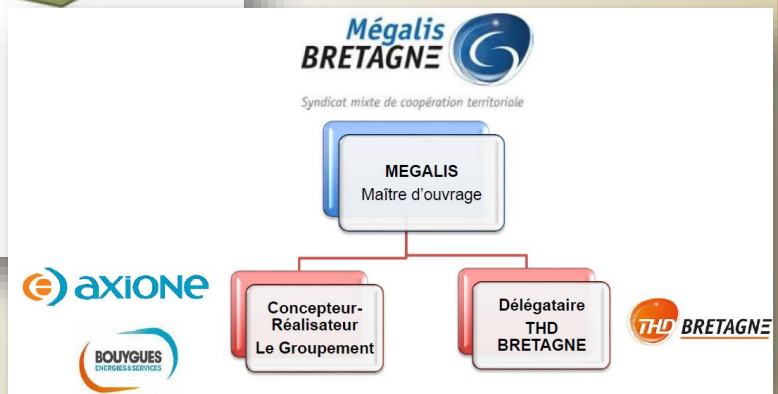 Mégalis
BRETAGNE
Syndicat mixte de coopération territoriale
MEGALIS
Maître d'ouvrage
axione
Concepteur-
Réalisateur
Le Groupement
BOUYGUES
ENERGIES & SERVICES
Délégataire
THD
BRETAGNE
THD BRETAGNE